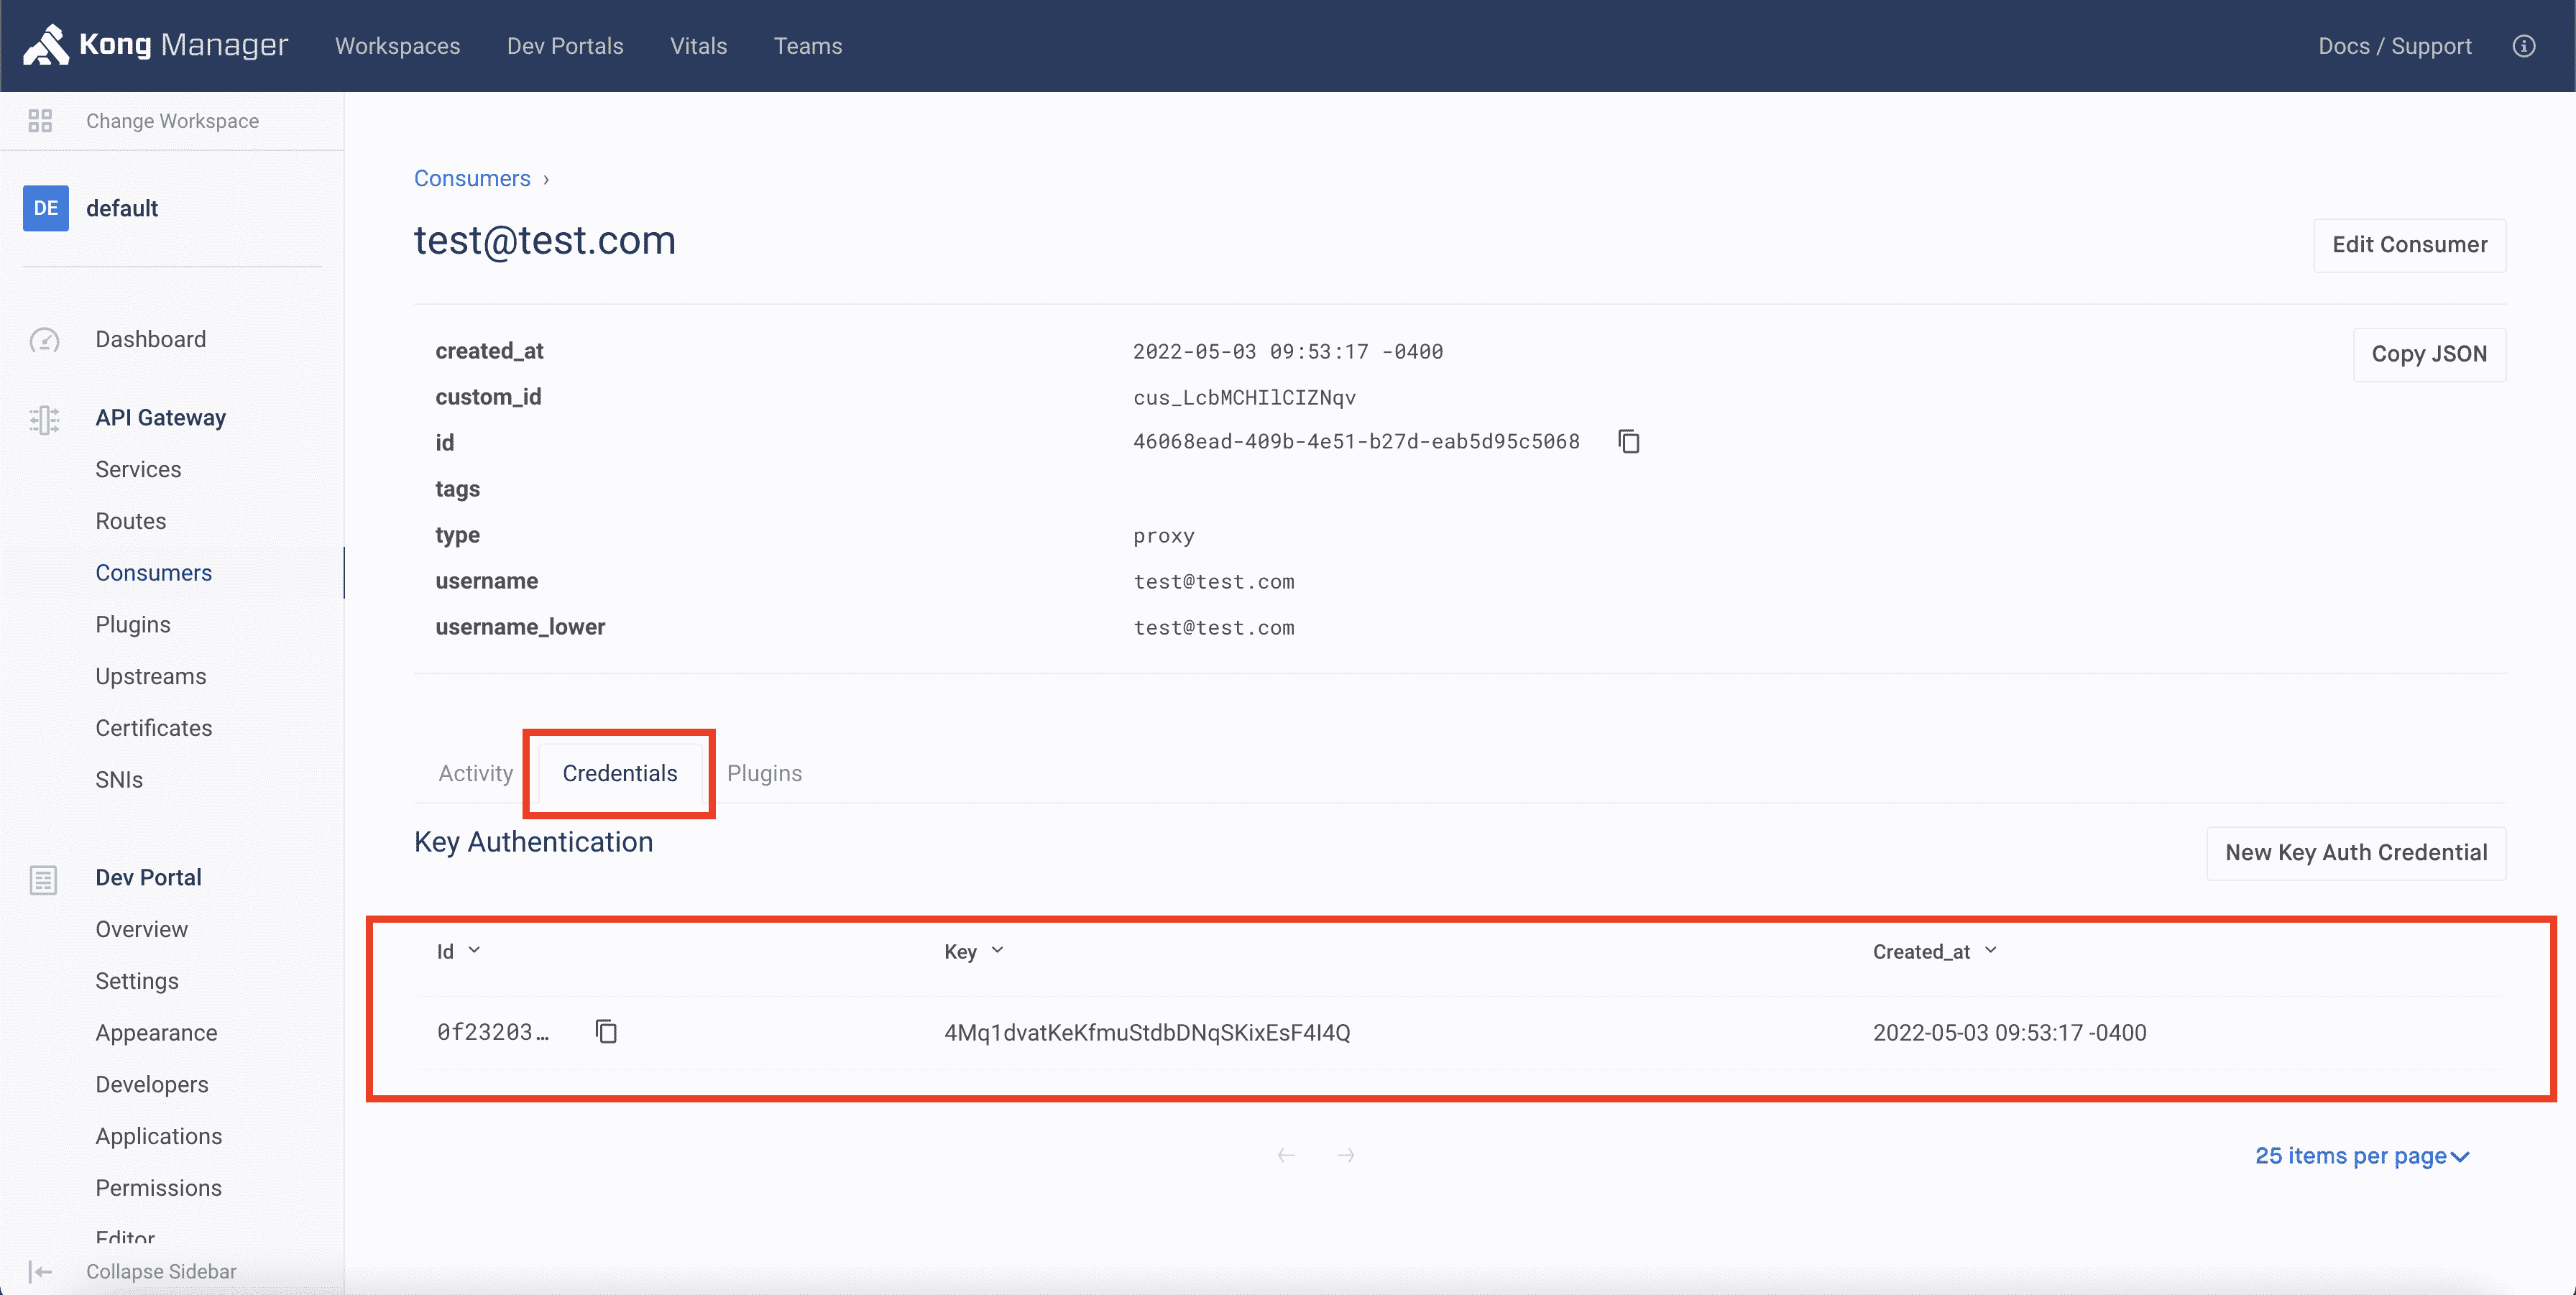 Kong Manager Workspaces Dev Portals Vitals Teams Docs / Support
Change Workspace
DE default
Dashboard
API Gateway
Services
Routes
Consumers
Plugins
Upstreams
Certificates
SNIs
Dev Portal
Overview
Settings
Appearance
Developers
Applications
Permissions
Editor
Collapse Sidebar
Consumers ›
test@test.com
Edit Consumer
Copy JSON
created_at 2022-05-03 09:53:17 -0400
custom_id cus_LcbMCHIlCIZNqv
id 46068ead-409b-4e51-b27d-eab5d95c5068
tags
type proxy
username test@test.com
username_lower test@test.com
Activity Credentials Plugins
Key Authentication
New Key Auth Credential
Id Key Created_at
0f23203… 4Mq1dvatKeKfmuStdbDNqSKixEsF4I4Q 2022-05-03 09:53:17 -0400
← →
25 items per page